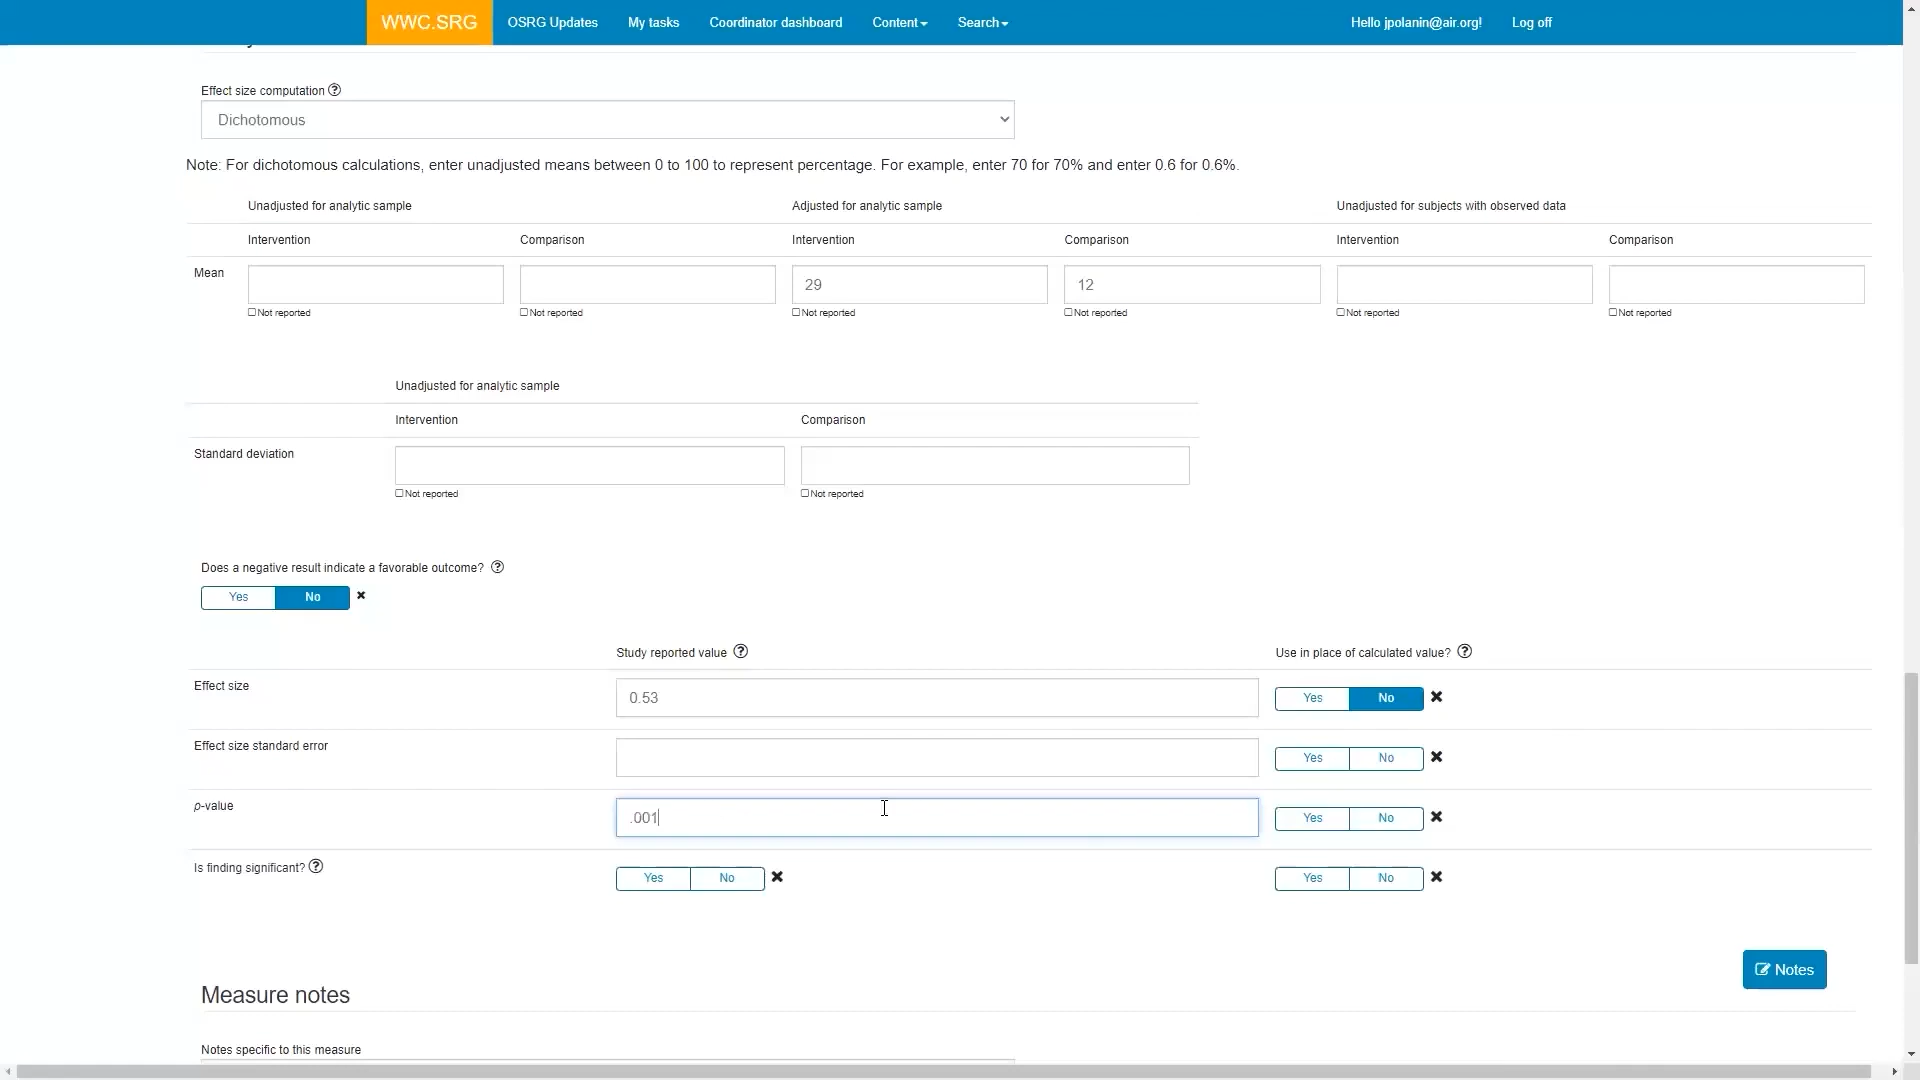 WWC.SRG OSRG Updates My tasks Coordinator dashboard Content Search Hello jpolanin@air.org! Log off
Effect size computation
Dichotomous
Note: For dichotomous calculations, enter unadjusted means between 0 to 100 to represent percentage. For example, enter 70 for 70% and enter 0.6 for 0.6%.
Unadjusted for analytic sample Adjusted for analytic sample Unadjusted for subjects with observed data
Intervention Comparison Intervention Comparison Intervention Comparison
Mean 29 12
Not reported Not reported Not reported Not reported Not reported Not reported
Unadjusted for analytic sample
Intervention Comparison
Standard deviation
Not reported Not reported
Does a negative result indicate a favorable outcome?
Yes No
Study reported value Use in place of calculated value?
Effect size 0.53 Yes No
Effect size standard error Yes No
p-value .001 Yes No
Is finding significant? Yes No Yes No
Notes
Measure notes
Notes specific to this measure